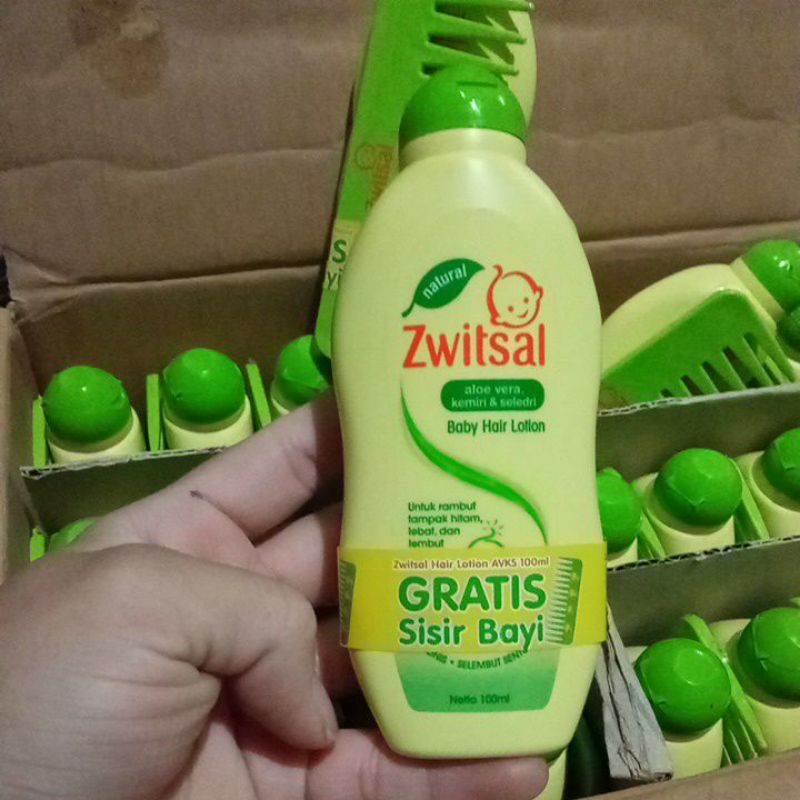 natural
Zwitsal
aloe vera,
kemiri & seledri
Baby Hair Lotion
Untuk rambut
tampak hitam,
lebat, dan
lembut
Zwitsal Hair Lotion AVKS 100ml
GRATIS
Sisir Bayi
SELEMBUT
Netto 100ml